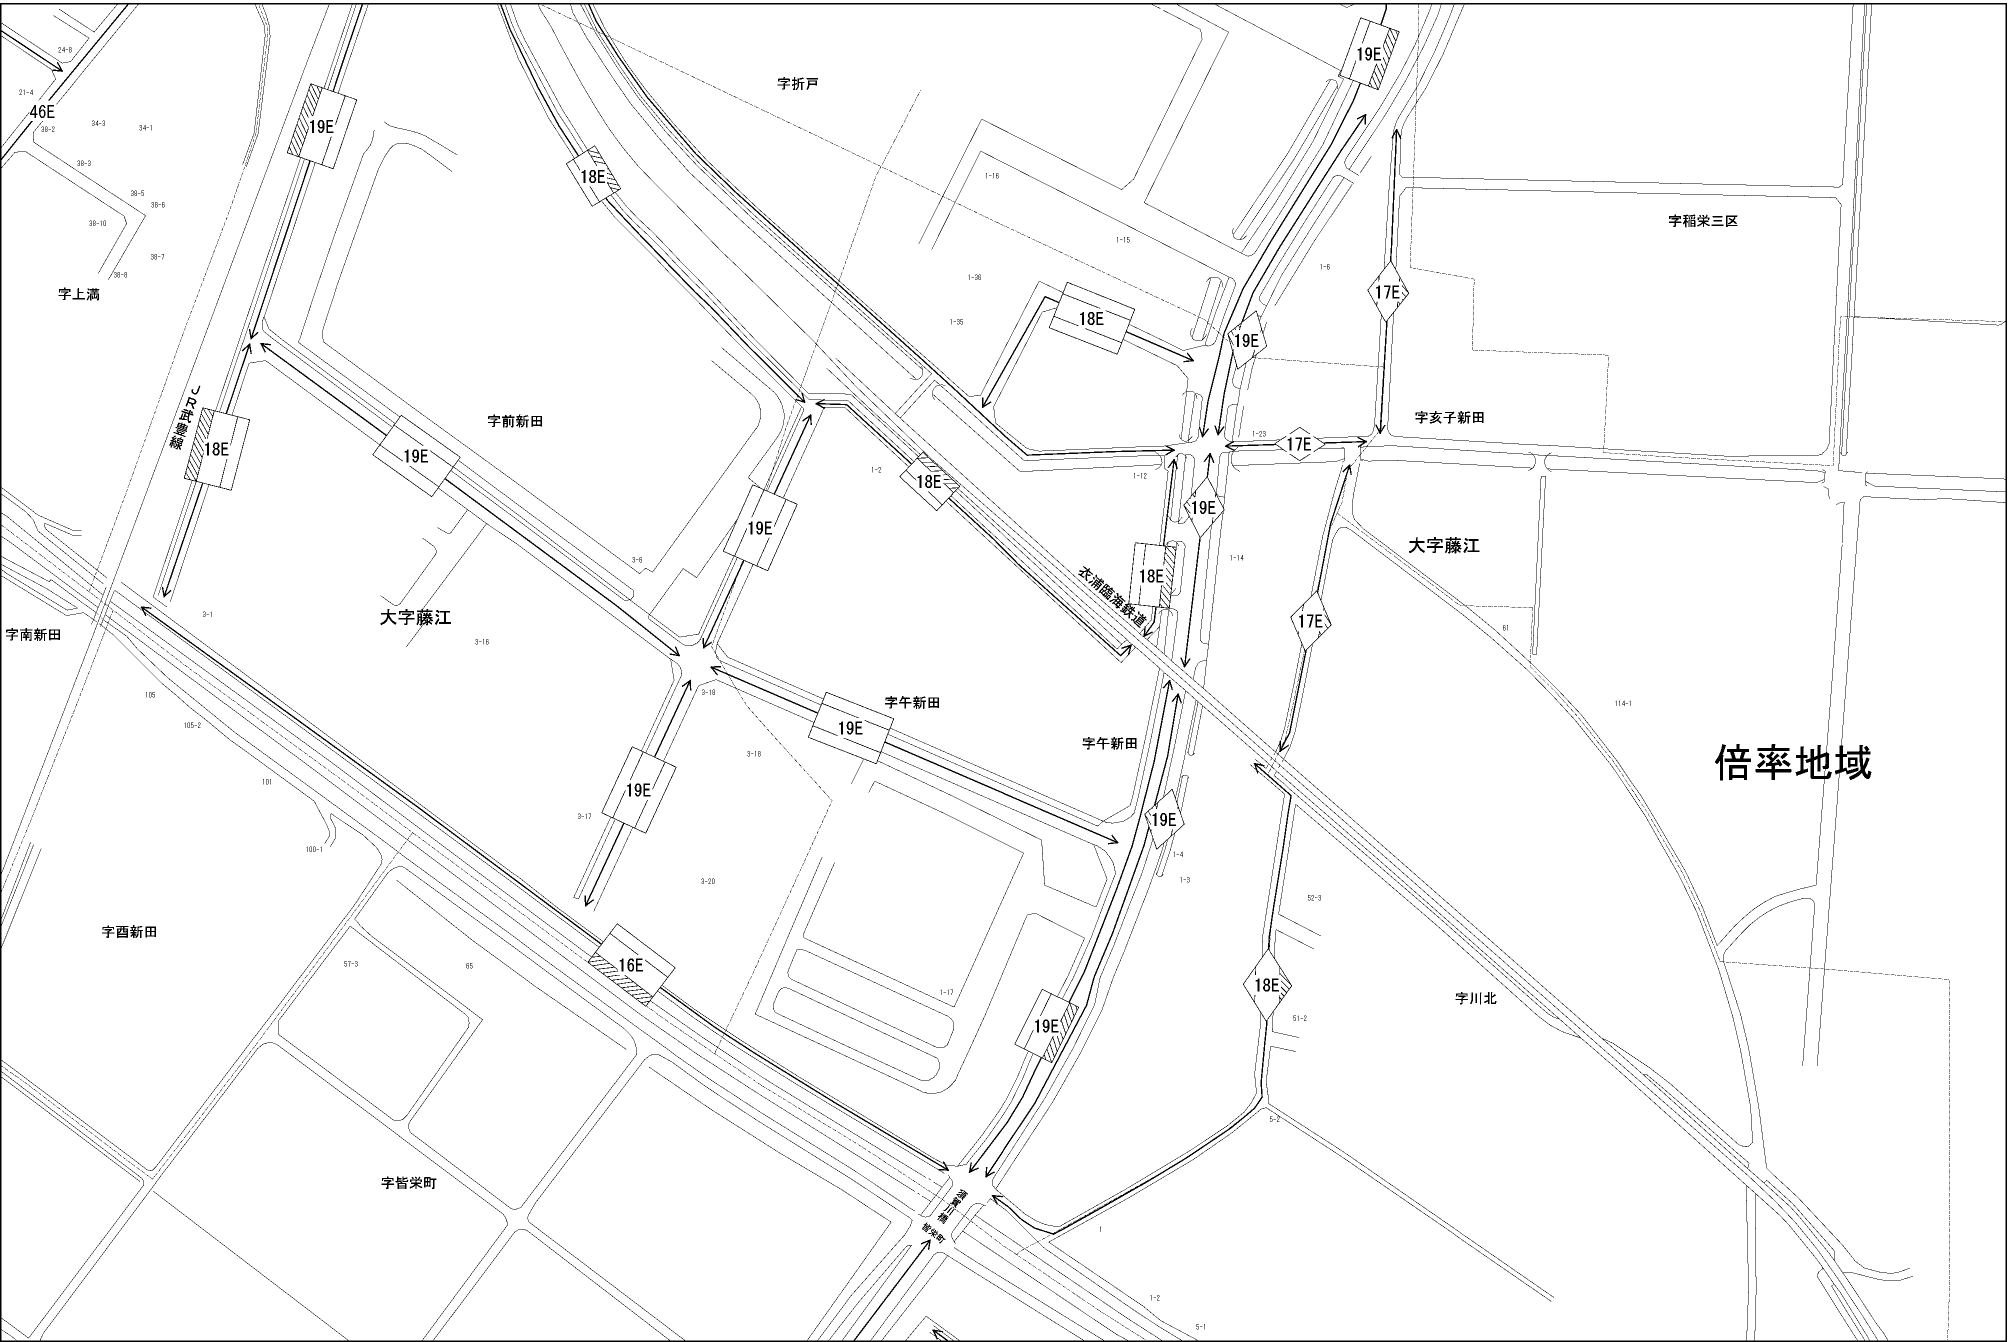 24-8
19E
字折戸
21-4
46E
38-2
34-3
34-1
19E
38-3
18E
1-16
38-5
38-6
38-10
字稲栄三区
1-15
38-7
38-8
1-36
1-6
字上満
17E
1-35
18E
19E
JR武豊線
字前新田
字亥子新田
1-23
17E
18E
19E
1-2
18E
1-12
19E
19E
大字藤江
3-6
1-14
18E
衣浦臨海鉄道
3-1
大字藤江
17E
61
字南新田
3-16
105
3-18
字午新田
114-1
105-2
19E
字午新田
3-18
倍率地域
101
19E
3-17
19E
100-1
1-4
3-20
1-3
52-3
字酉新田
57-3
65
16E
18E
1-17
字川北
19E
51-2
5-2
字皆栄町
須賀川橋
皆栄町
1
1-2
5-1